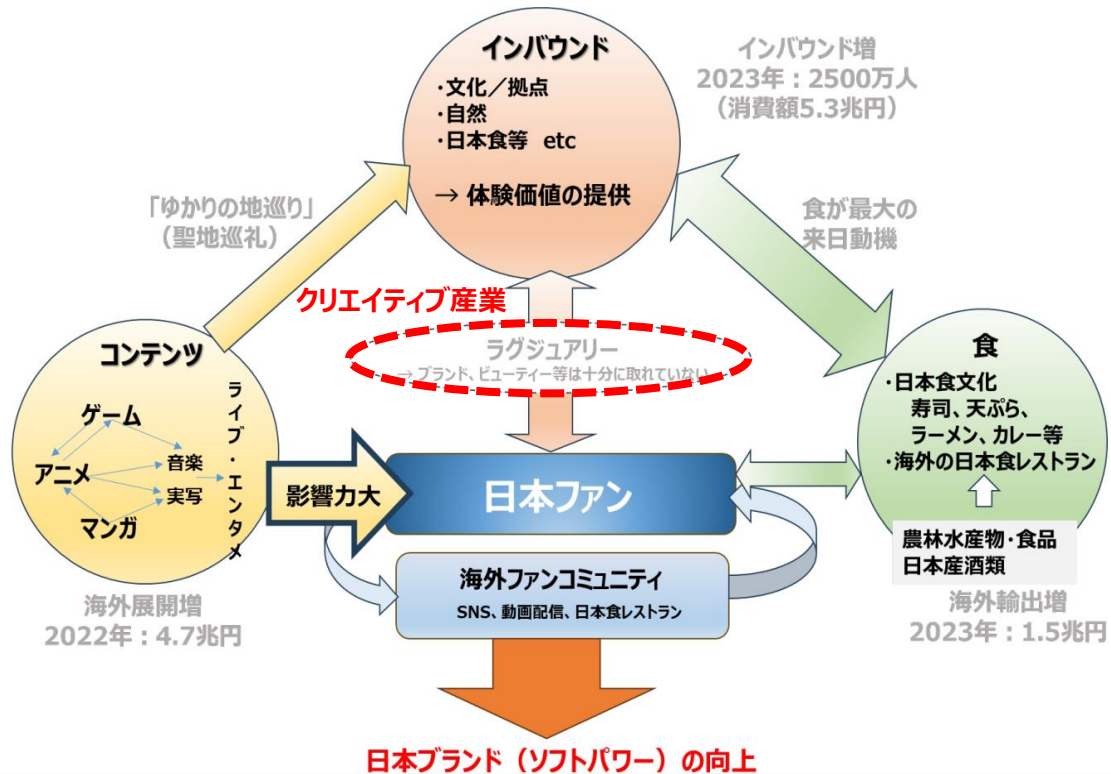 インバウンド
・文化／拠点
・自然
・日本食等 etc
→ 体験価値の提供
インバウンド増
2023年：2500万人
（消費額5.3兆円）
「ゆかりの地巡り」
（聖地巡礼）
食が最大の
来日動機
クリエイティブ産業
ラグジュアリー
→ ブランド、ビューティー等は十分に取れていない
コンテンツ
ゲーム
アニメ
マンガ
音楽
実写
ライブ・エンタメ
影響力大
日本ファン
食
・日本食文化
寿司、天ぷら、
ラーメン、カレー等
・海外の日本食レストラン
農林水産物・食品
日本産酒類
海外ファンコミュニティ
SNS、動画配信、日本食レストラン
海外展開増
2022年：4.7兆円
海外輸出増
2023年：1.5兆円
日本ブランド（ソフトパワー）の向上